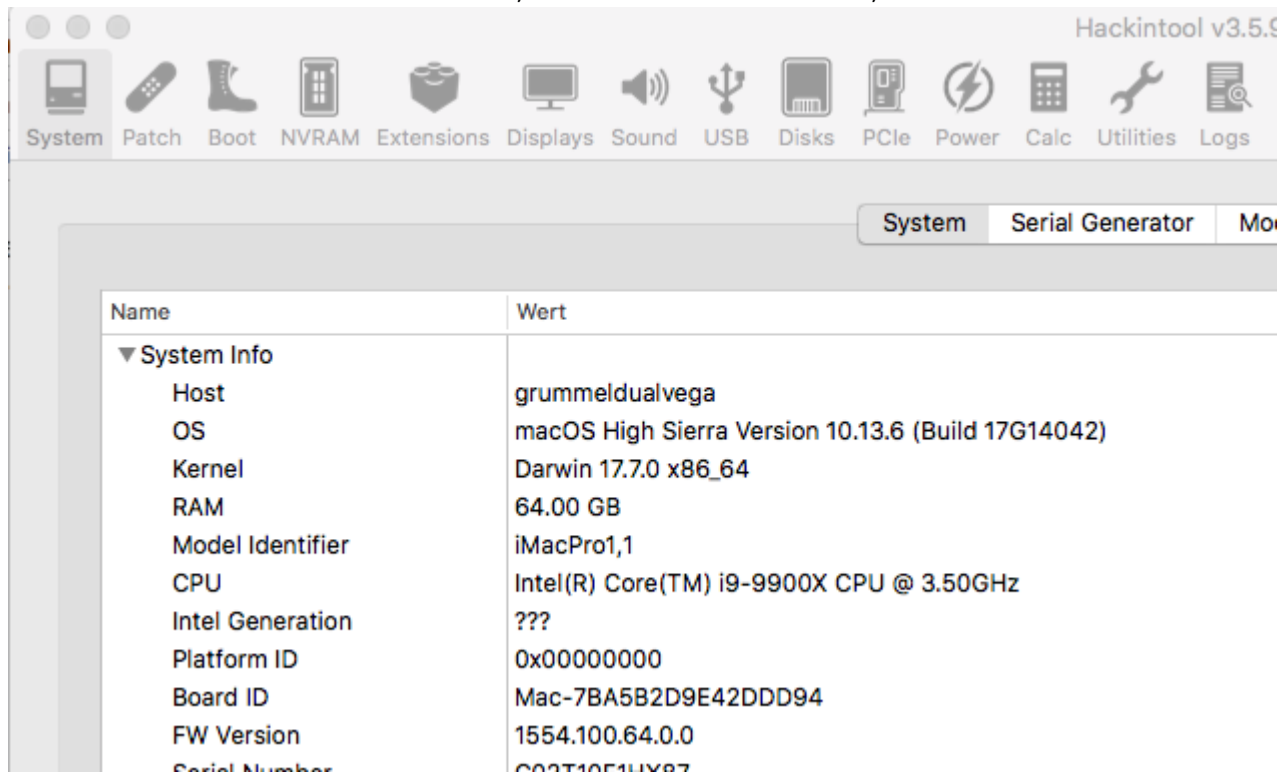 Hackintool v3.5.9
System Patch Boot NVRAM Extensions Displays Sound USB Disks PCIe Power Calc Utilities Logs
System Serial Generator
Name Wert
System Info
Host grummeldualvega
OS macOS High Sierra Version 10.13.6 (Build 17G14042)
Kernel Darwin 17.7.0 x86_64
RAM 64.00 GB
Model Identifier iMacPro1,1
CPU Intel(R) Core(TM) i9-9900X CPU @ 3.50GHz
Intel Generation ???
Platform ID 0x00000000
Board ID Mac-7BA5B2D9E42DDD94
FW Version 1554.100.64.0.0
Serial Number